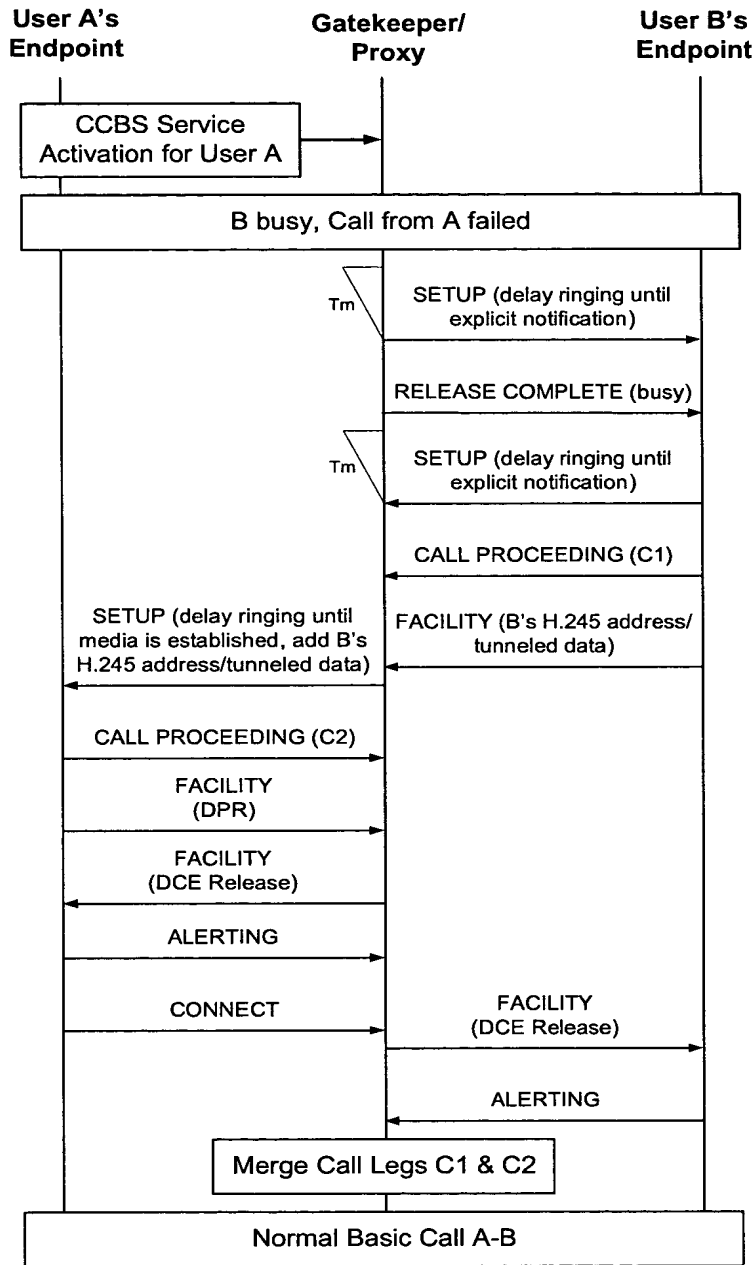 User A's
Endpoint
Gatekeeper/
Proxy
User B's
Endpoint
CCBS Service
Activation for User A
B busy, Call from A failed
Tm
SETUP (delay ringing until
explicit notification)
RELEASE COMPLETE (busy)
Tm
SETUP (delay ringing until
explicit notification)
CALL PROCEEDING (C1)
SETUP (delay ringing until
media is established, add B's
H.245 address/tunneled data)
FACILITY (B's H.245 address/
tunneled data)
CALL PROCEEDING (C2)
FACILITY
(DPR)
FACILITY
(DCE Release)
ALERTING
CONNECT
FACILITY
(DCE Release)
ALERTING
Merge Call Legs C1 & C2
Normal Basic Call A-B